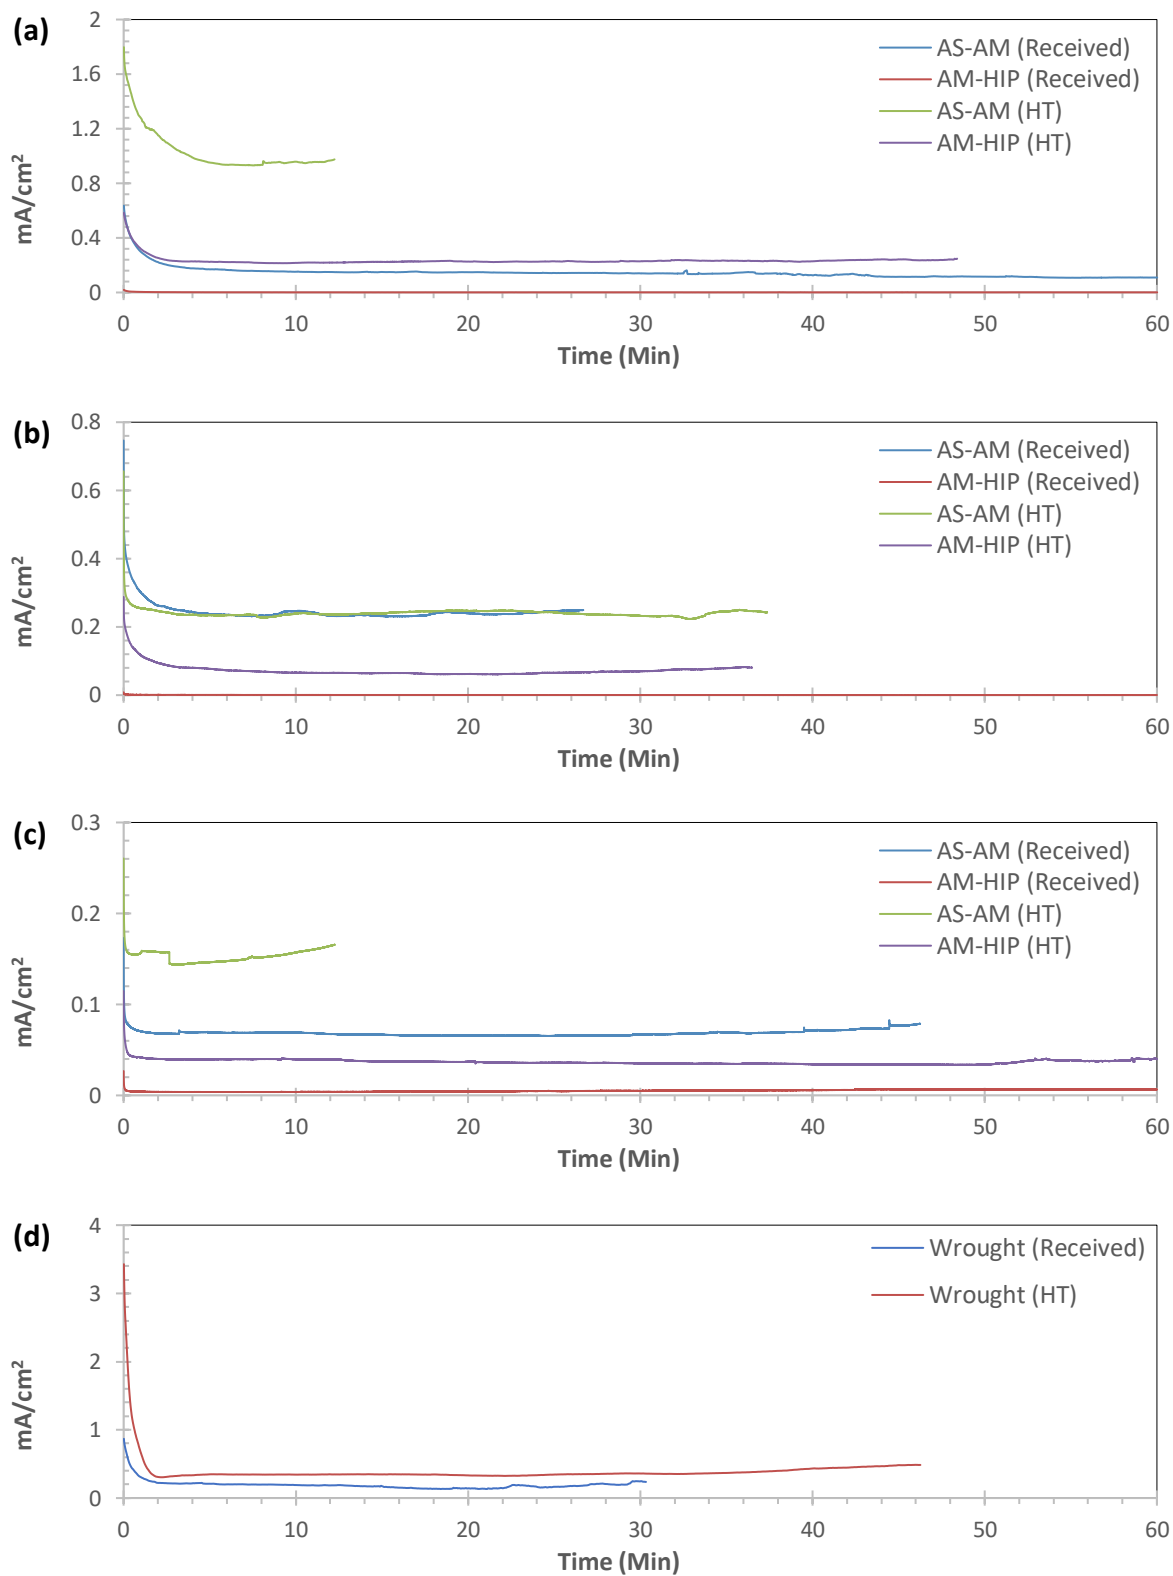 (a)
2
1.6
1.2
0.8
0.4
0
mA/cm²
AS-AM (Received)
AM-HIP (Received)
AS-AM (HT)
AM-HIP (HT)
0 10 20 30 40 50 60
Time (Min)
(b)
0.8
0.6
0.4
0.2
0
mA/cm²
AS-AM (Received)
AM-HIP (Received)
AS-AM (HT)
AM-HIP (HT)
0 10 20 30 40 50 60
Time (Min)
(c)
0.3
0.2
0.1
0
mA/cm²
AS-AM (Received)
AM-HIP (Received)
AS-AM (HT)
AM-HIP (HT)
0 10 20 30 40 50 60
Time (Min)
(d)
4
3
2
1
0
mA/cm²
Wrought (Received)
Wrought (HT)
0 10 20 30 40 50 60
Time (Min)